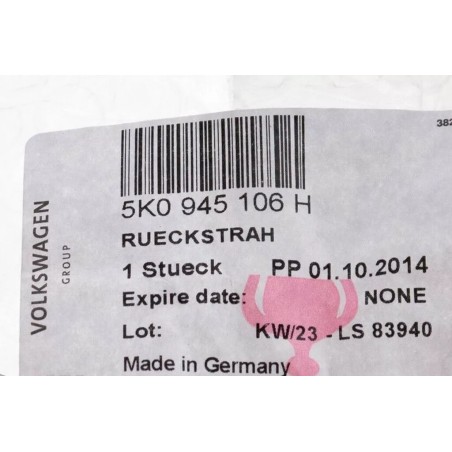 382
VOLKSWAGEN
GROUP
5K0 945 106 H
RUECKSTRAH
1 Stueck PP 01.10.2014
Expire date: NONE
Lot: KW/23 - LS 83940
Made in Germany